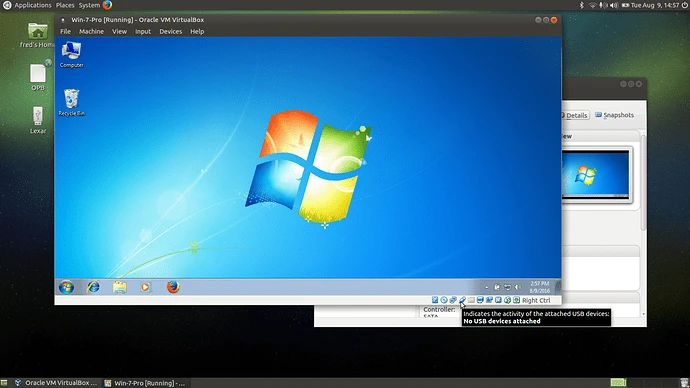 Applications Places System
Tue Aug 9, 14:57
Win-7-Pro [Running] - Oracle VM VirtualBox
File Machine View Input Devices Help
fred's Home
OPB
Lexar
Computer
Recycle Bin
Details Snapshots
2:57 PM
8/9/2016
Right Ctrl
Controller:
SATA
Indicates the activity of the attached USB devices:
No USB devices attached
Oracle VM VirtualBox ...
Win-7-Pro [Running] - ...